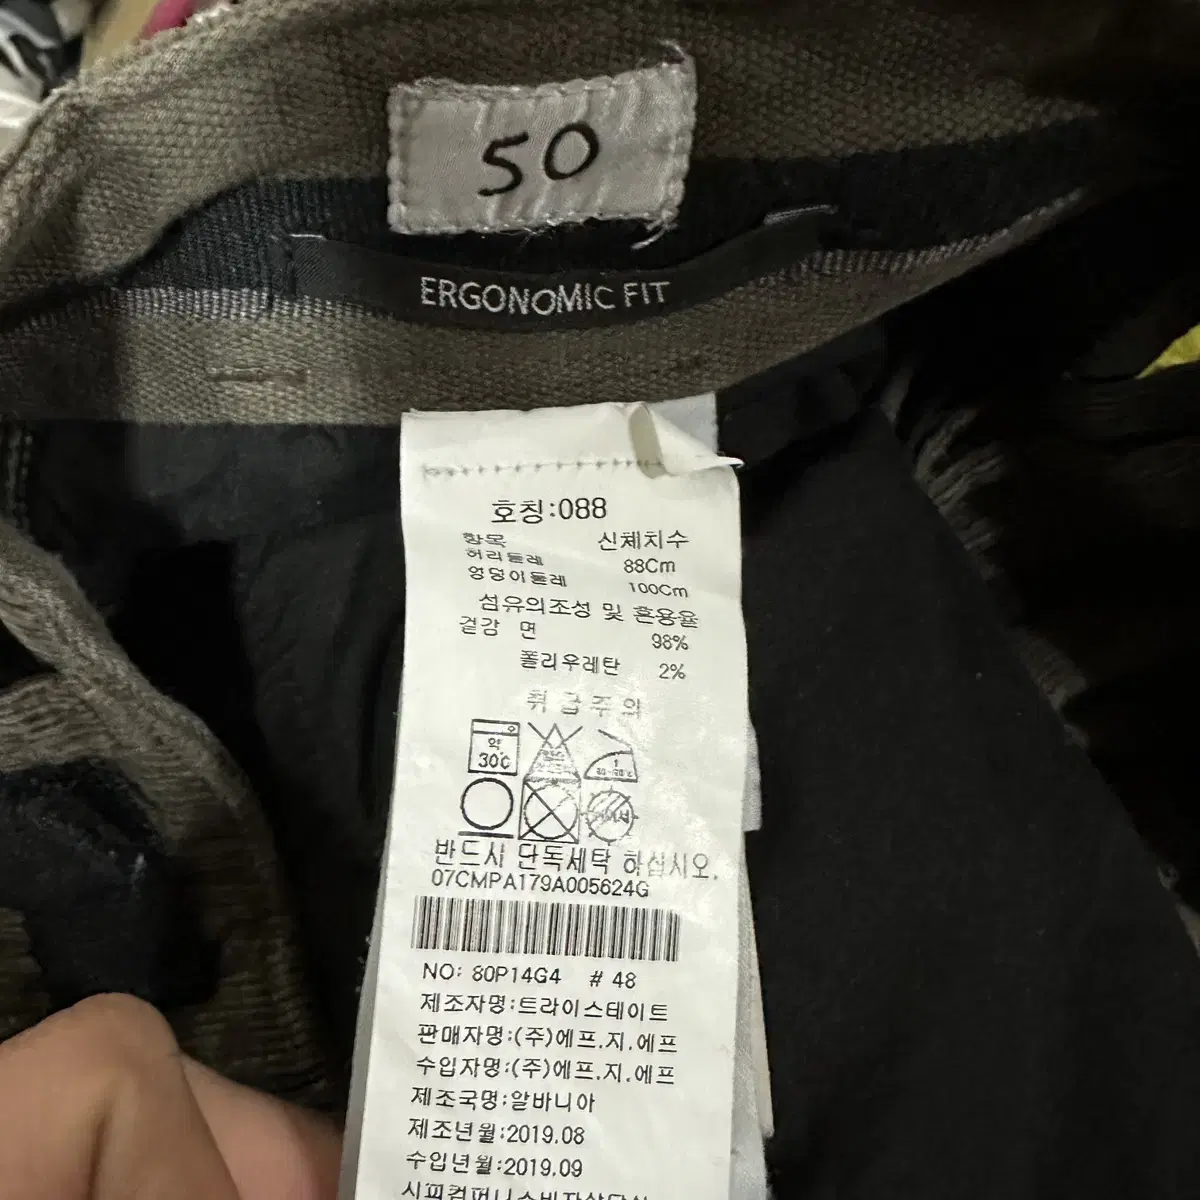 50
ERGONOMIC FIT
호칭:088
항목 신체치수
허리둘레 88Cm
엉덩이둘레 100Cm
섬유의조성 및 혼용율
겉감 면 98%
폴리우레탄 2%
취급주의
약
30℃
반드시 단독세탁 하십시오.
07CMPA179A005624G
NO: 80P14G4 # 48
제조자명:트라이스테이트
판매자명:(주)에프.지.에프
수입자명:(주)에프.지.에프
제조국명:알바니아
제조년월:2019.08
수입년월:2019.09